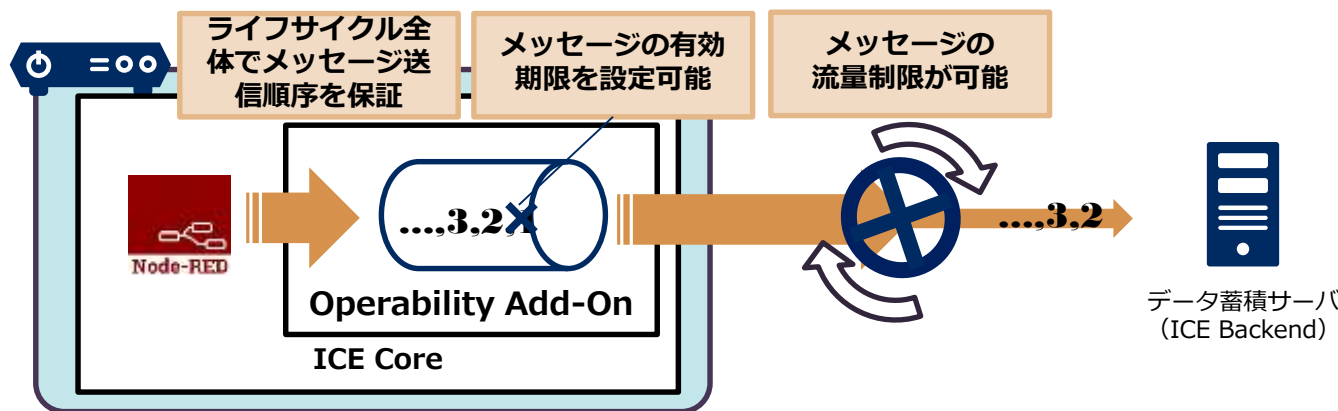 ライフサイクル全
体でメッセージ送
信順序を保証
メッセージの有効
期限を設定可能
メッセージの
流量制限が可能
Node-RED
...,3,2,1
...,3,2
Operability Add-On
ICE Core
データ蓄積サーバ
（ICE Backend）